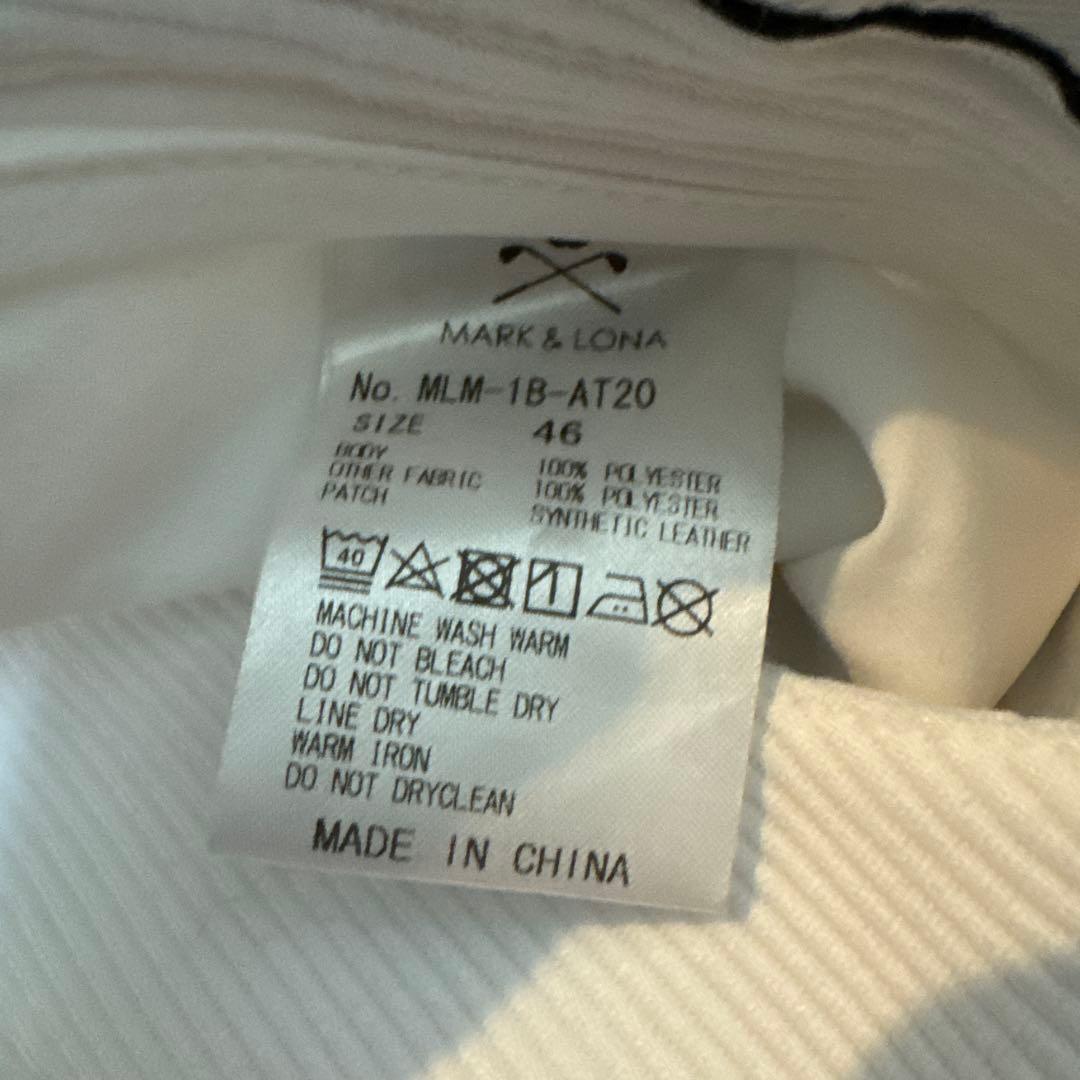 MARK & LONA
No. MLM-1B-AT20
SIZE 46
BODY 100% POLYESTER
OTHER FABRIC 100% POLYESTER
PATCH SYNTHETIC LEATHER
40
MACHINE WASH WARM
DO NOT BLEACH
DO NOT TUMBLE DRY
LINE DRY
WARM IRON
DO NOT DRYCLEAN
MADE IN CHINA